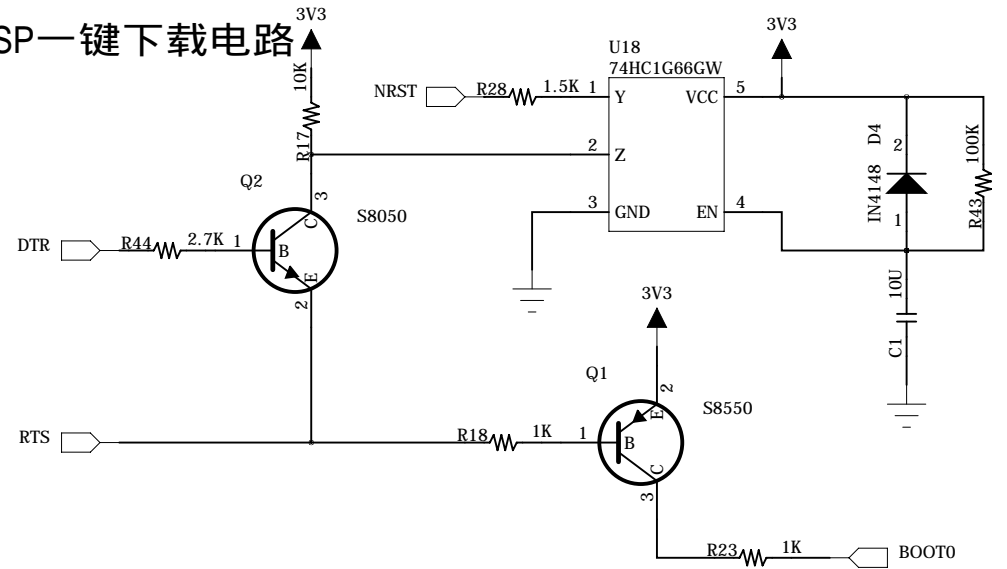 SP一键下载电路
3V3
10K
R17
Q2
3
C
S8050
DTR
R44
2.7K
1
B
E
2
RTS
NRST
R28
1.5K
1
U18
74HC1G66GW
Y
VCC
5
2
Z
3
GND
EN
4
3V3
D4
2
IN4148
1
100K
R43
10U
C1
3V3
Q1
2
E
S8550
R18
1K
1
B
C
3
R23
1K
BOOT0